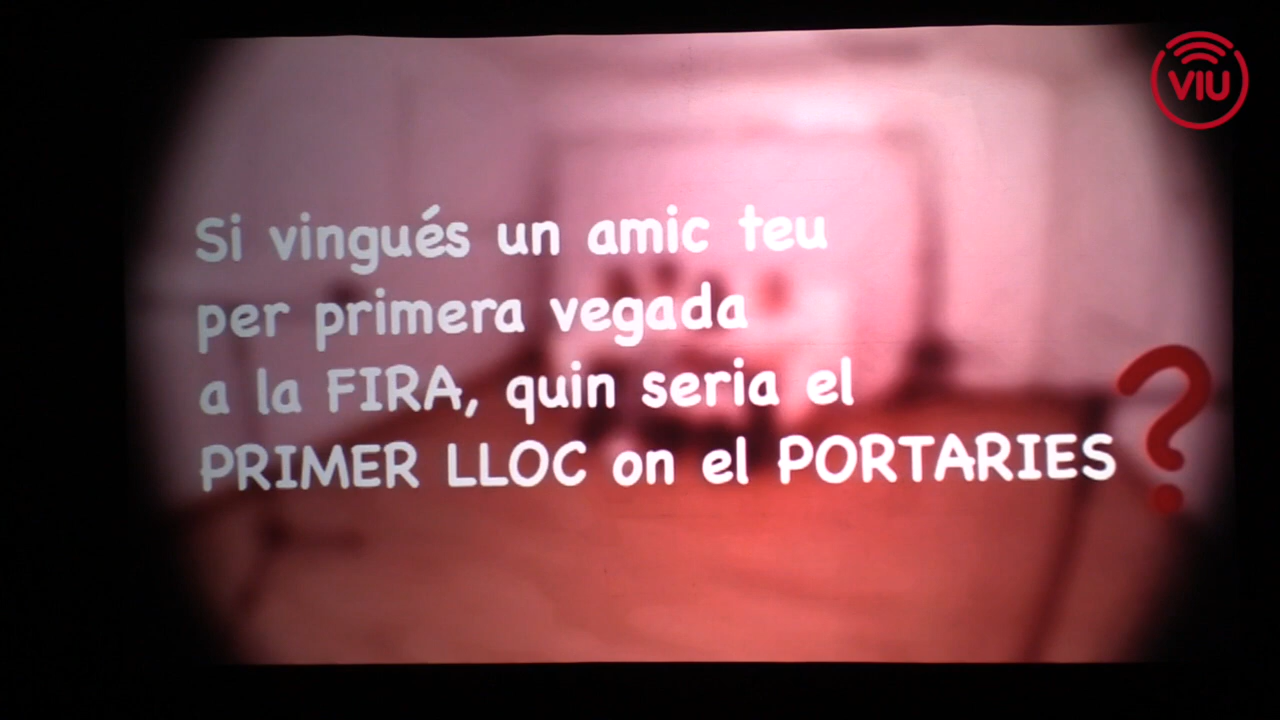 VIU
Si vingués un amic teu
per primera vegada
a la FIRA, quin seria el
PRIMER LLOC on el PORTARIES?